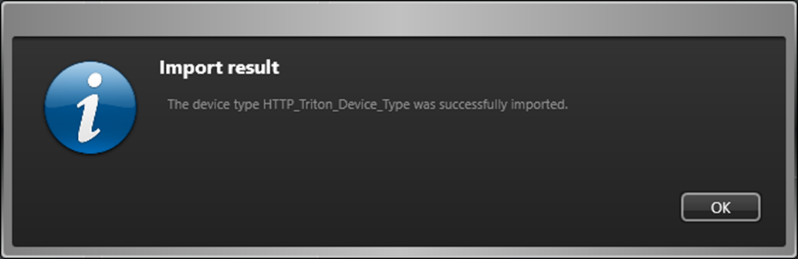 Import result
The device type HTTP_Triton_Device_Type was successfully imported.
OK